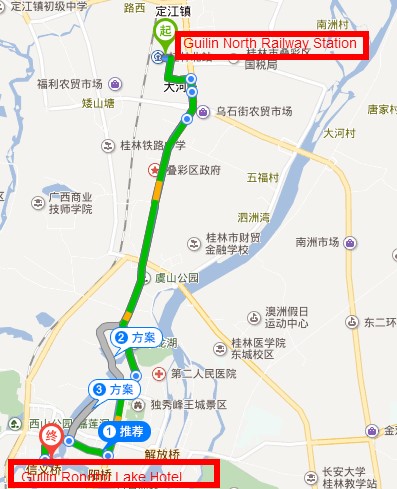 定江镇初级中学
路西
定江镇
南洲村
起
Guilin North Railway Station
桂林市叠彩区
国税局
福利农贸市场
大河
矮山塘
乌石街农贸市场
唐家村
大河村
桂林铁路中学
叠彩区政府
五福村
广西商业
技师学院
泗洲湾
桂林市财贸
金融学校
南洲市场
虞山公园
澳洲假日
运动中心
东二环
2 方案
龙湖
桂林医学院
东城校区
第二人民医院
3 方案
独秀峰王城景区
西山公园
莲洞
1 推荐
终
解放桥
金鸡
信义桥
阳桥
Guilin Ronghu Lake Hotel
长安大学
桂林教学站